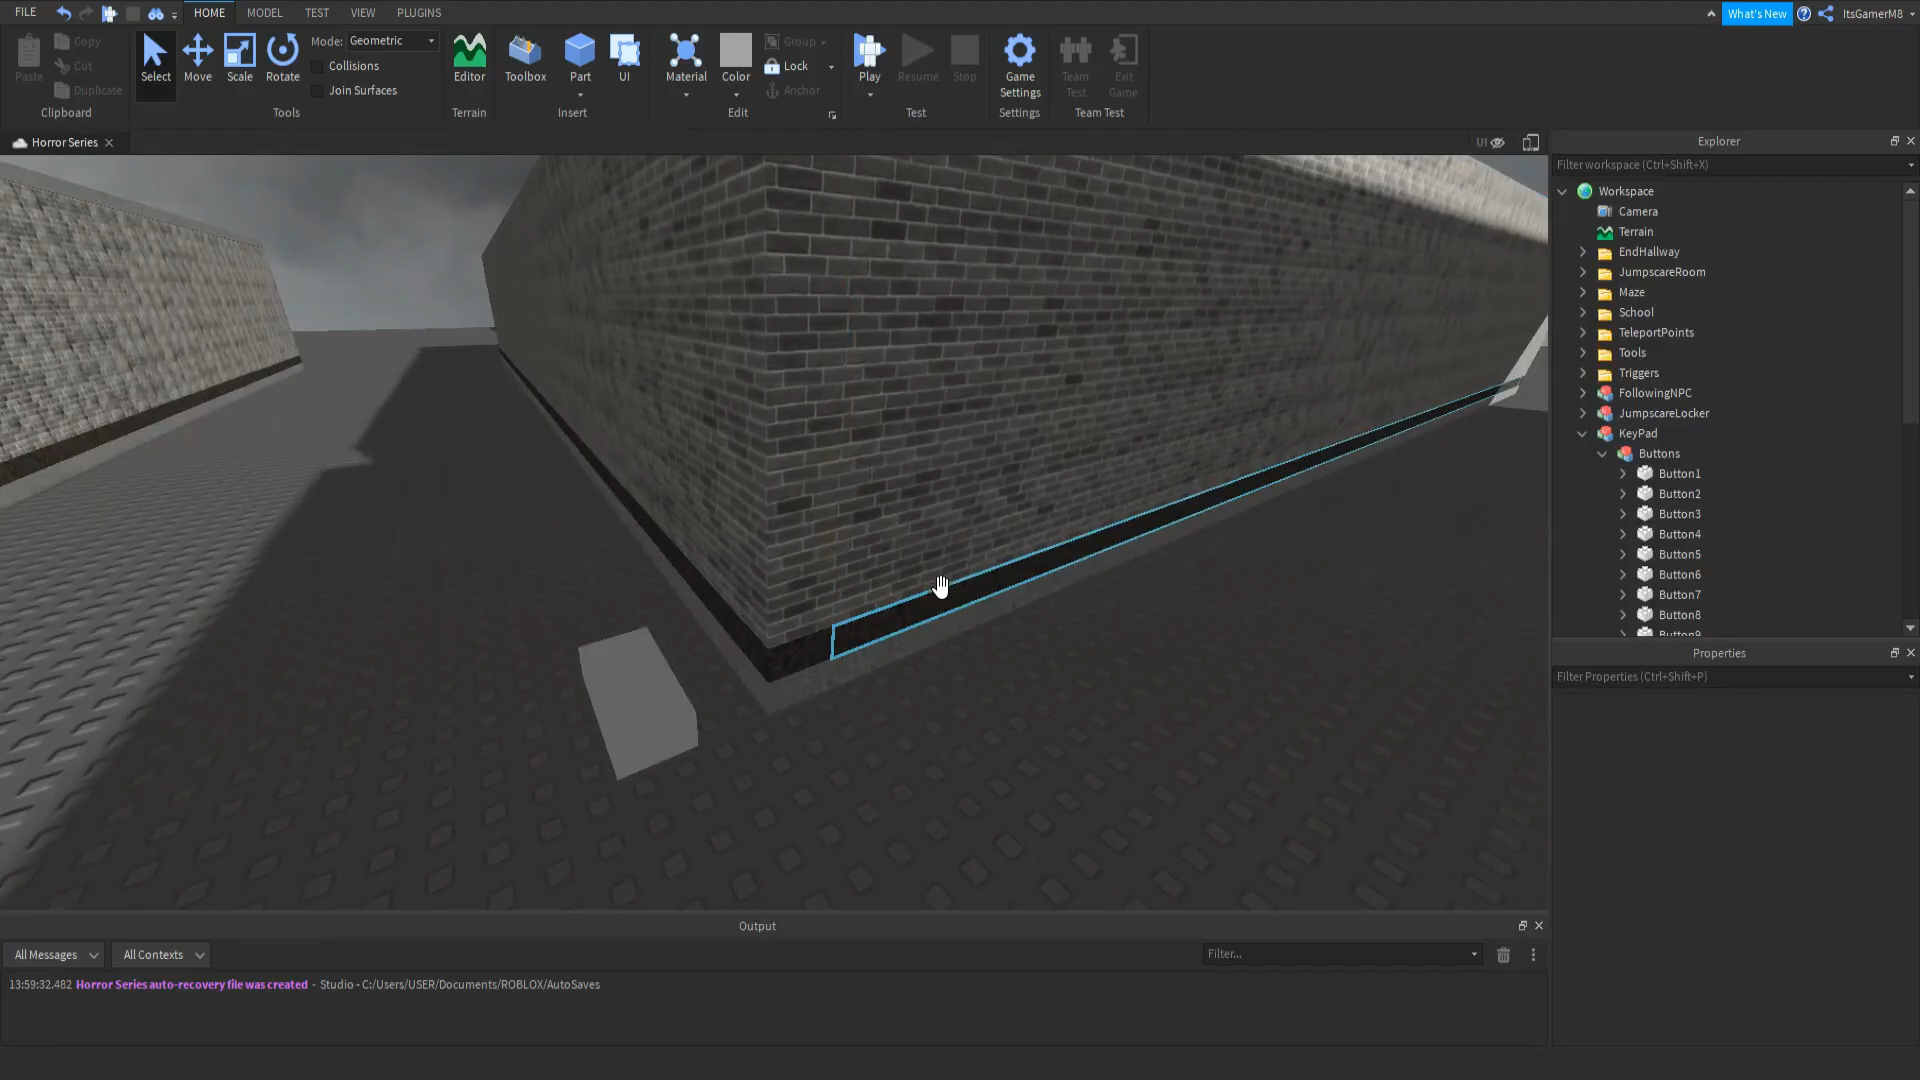 FILE
HOME
MODEL
TEST
VIEW
PLUGINS
What's New
ItsGamerM8
Paste
Copy
Cut
Duplicate
Clipboard
Select
Move
Scale
Rotate
Mode: Geometric
Collisions
Join Surfaces
Tools
Editor
Terrain
Toolbox
Part
UI
Insert
Material
Color
Group
Lock
Anchor
Edit
Play
Resume
Stop
Test
Game
Settings
Settings
Team
Test
Exit
Game
Team Test
Horror Series
UI
Explorer
Filter workspace (Ctrl+Shift+X)
Workspace
Camera
Terrain
EndHallway
JumpscareRoom
Maze
School
TeleportPoints
Tools
Triggers
FollowingNPC
JumpscareLocker
KeyPad
Buttons
Button1
Button2
Button3
Button4
Button5
Button6
Button7
Button8
Button9
Properties
Filter Properties (Ctrl+Shift+P)
Output
All Messages
All Contexts
Filter...
13:59:32.482 Horror Series auto-recovery file was created - Studio - C:/Users/USER/Documents/ROBLOX/AutoSaves